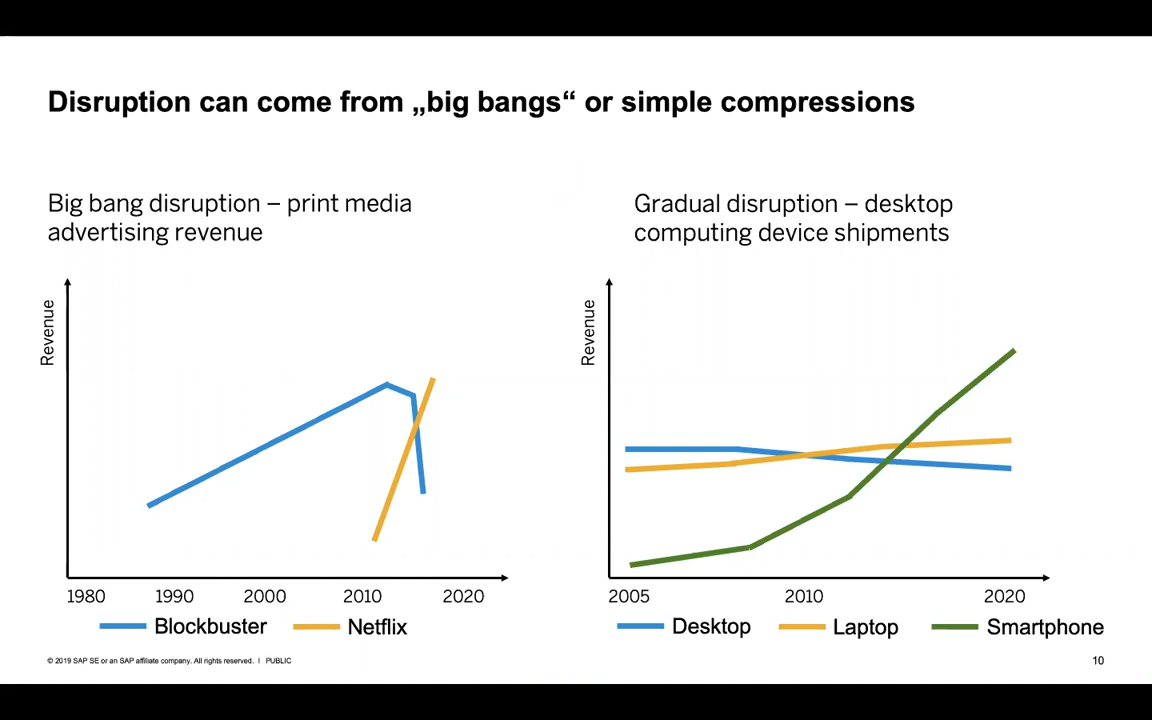 Disruption can come from „big bangs“ or simple compressions
Big bang disruption – print media
advertising revenue
Revenue
1980 1990 2000 2010 2020
Blockbuster Netflix
Gradual disruption – desktop
computing device shipments
Revenue
2005 2010 2020
Desktop Laptop Smartphone
© 2019 SAP SE or an SAP affiliate company. All rights reserved. I PUBLIC
10